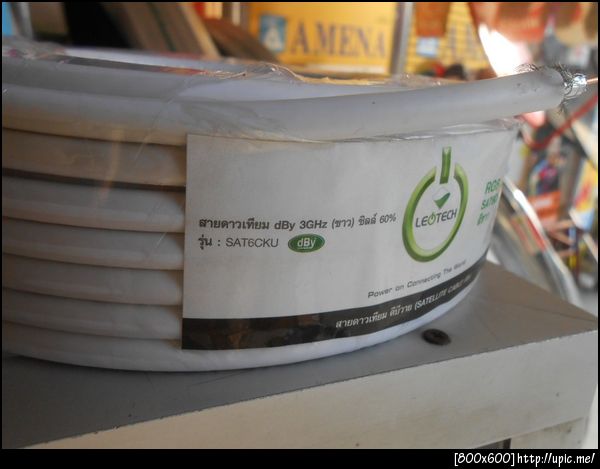 AMENA
สายดาวเทียม dBy 3GHz (ขาว) ชิลล์ 60%
รุ่น : SAT6CKU dBy
LEOTECH
Power on Connecting The World
สายดาวเทียม ดีบีวาย (SATELLITE CABLE
[800x600]http://upic.me/